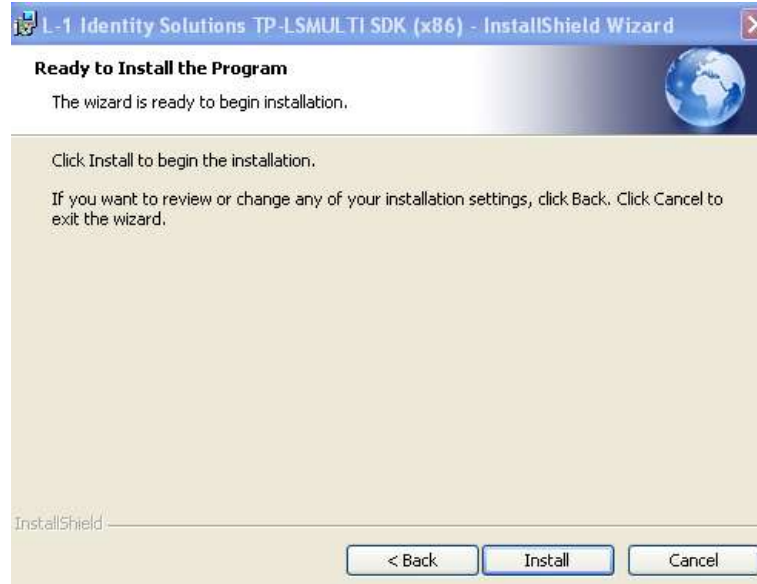 L-1 Identity Solutions TP-LSMULTI SDK (x86) - InstallShield Wizard
Ready to Install the Program
The wizard is ready to begin installation.
Click Install to begin the installation.
If you want to review or change any of your installation settings, click Back. Click Cancel to
exit the wizard.
InstallShield
< Back Install Cancel